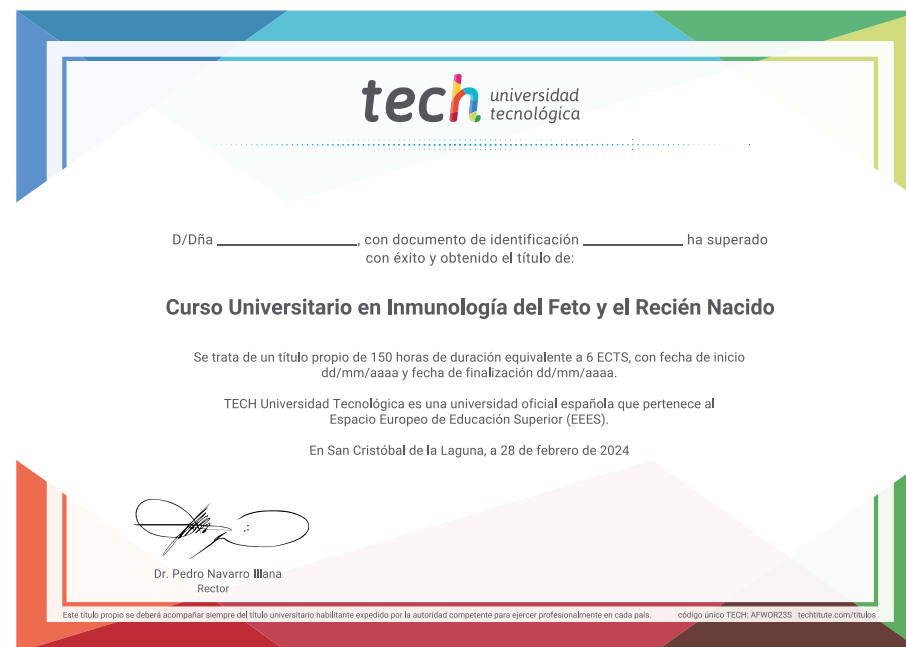 tech universidad
tecnológica
D/Dña ____________, con documento de identificación ____________ ha superado
con éxito y obtenido el título de:
Curso Universitario en Inmunología del Feto y el Recién Nacido
Se trata de un título propio de 150 horas de duración equivalente a 6 ECTS, con fecha de inicio
dd/mm/aaaa y fecha de finalización dd/mm/aaaa.
TECH Universidad Tecnológica es una universidad oficial española que pertenece al
Espacio Europeo de Educación Superior (EEES).
En San Cristóbal de la Laguna, a 28 de febrero de 2024
Dr. Pedro Navarro Illana
Rector
Este título propio se deberá acompañar siempre del título universitario habilitante expedido por la autoridad competente para ejercer profesionalmente en cada país. código único TECH: AFWOR23S techtitute.com/titulos